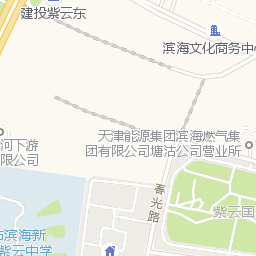 建投紫云东
滨海文化商务中心
天津能源集团滨海燃气集
团有限公司塘沽公司营业所
河下游
有限公司
春光路
紫云国
滨海新
紫云中学